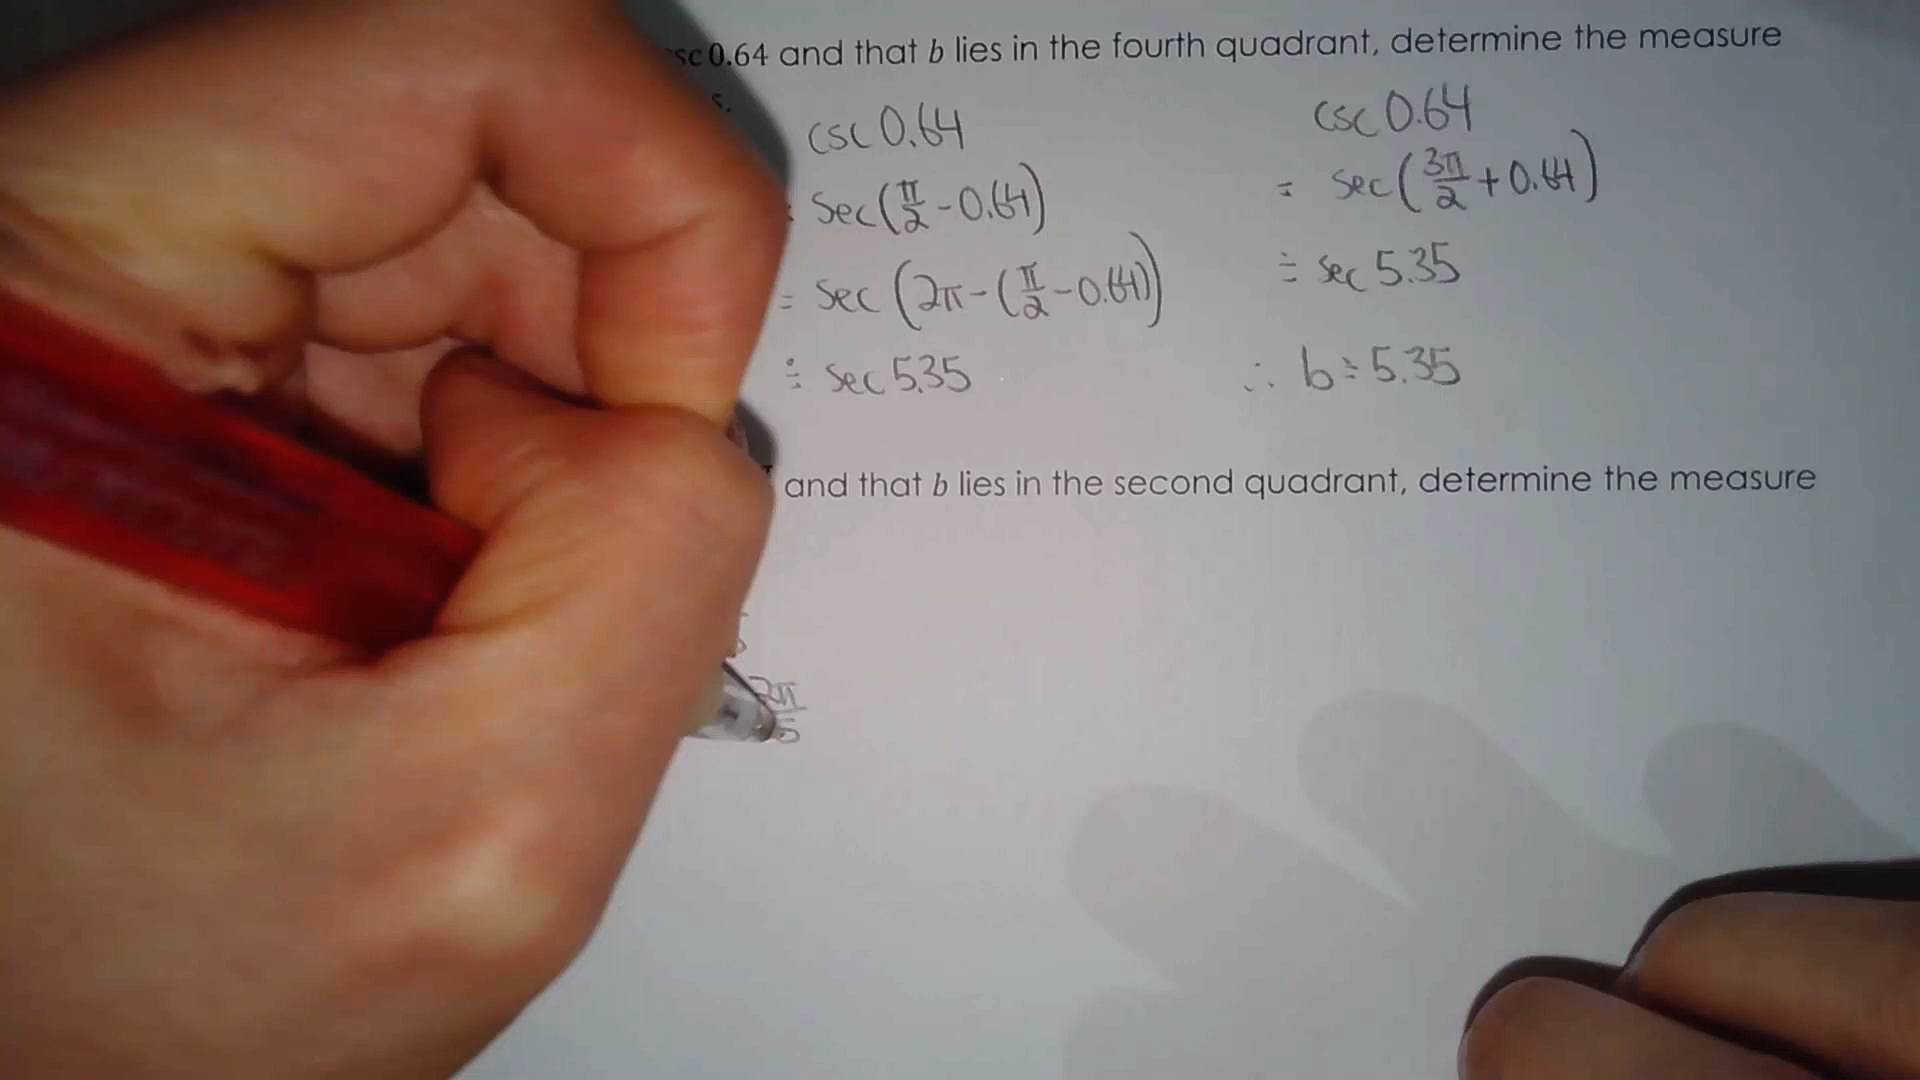 0.64 and that b lies in the fourth quadrant, determine the measure
s.
csc 0.64
sec(π/2 - 0.64)
= sec(2π - (π/2 - 0.64))
≐ sec 5.35
csc 0.64
= sec(3π/2 + 0.64)
≐ sec 5.35
∴ b ≐ 5.35
and that b lies in the second quadrant, determine the measure
2π/5